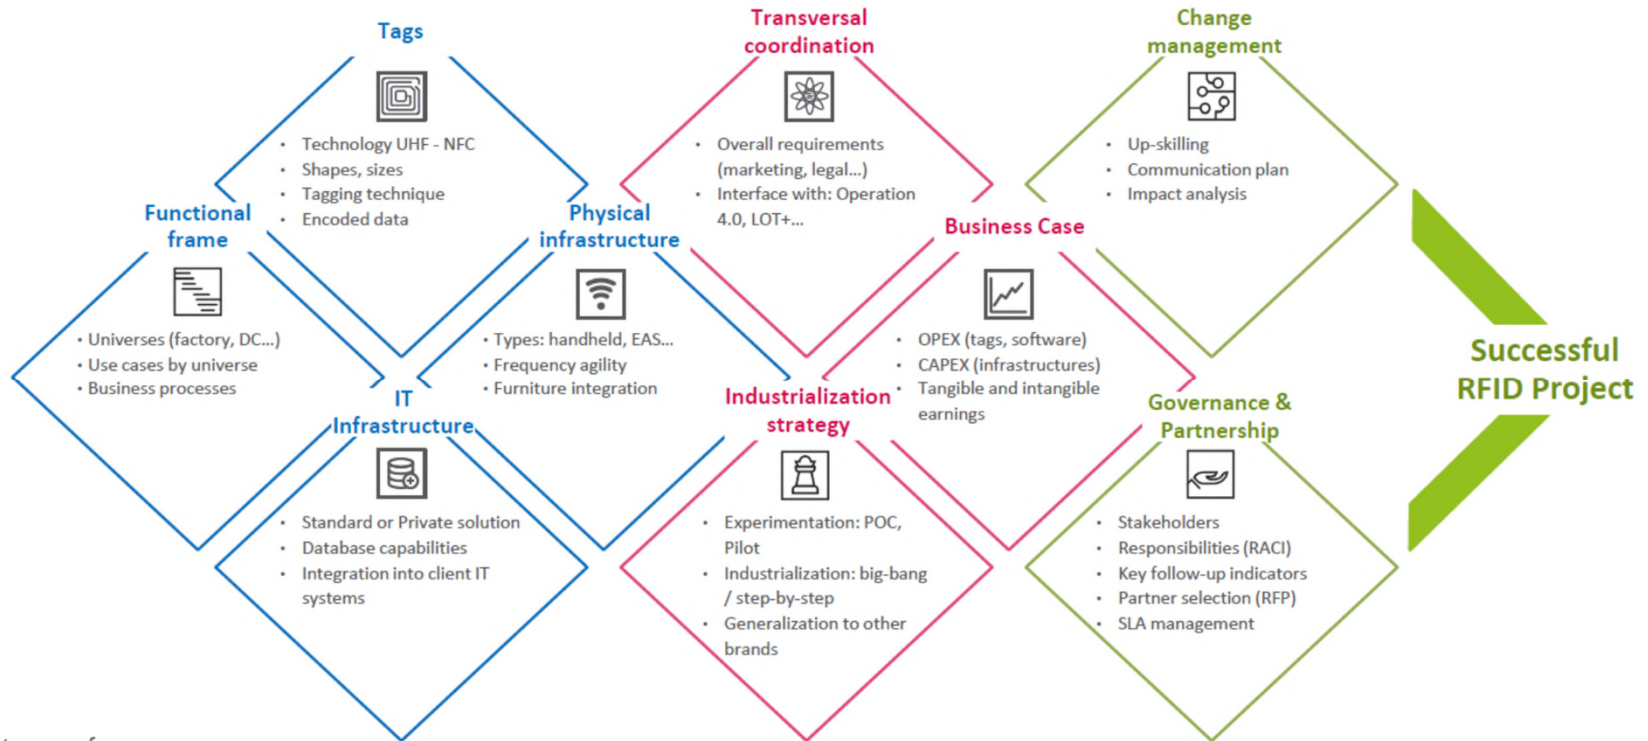 Tags
• Technology UHF - NFC
• Shapes, sizes
• Tagging technique
• Encoded data
Transversal
coordination
• Overall requirements
(marketing, legal...)
• Interface with: Operation
4.0, LOT+...
Change
management
• Up-skilling
• Communication plan
• Impact analysis
Functional
frame
• Universes (factory, DC...)
• Use cases by universe
• Business processes
Physical
infrastructure
• Types: handheld, EAS...
• Frequency agility
• Furniture integration
Business Case
• OPEX (tags, software)
• CAPEX (infrastructures)
• Tangible and intangible
earnings
Successful
RFID Project
IT
Infrastructure
• Standard or Private solution
• Database capabilities
• Integration into client IT
systems
Industrialization
strategy
• Experimentation: POC,
Pilot
• Industrialization: big-bang
/ step-by-step
• Generalization to other
brands
Governance &
Partnership
• Stakeholders
• Responsibilities (RACI)
• Key follow-up indicators
• Partner selection (RFP)
• SLA management